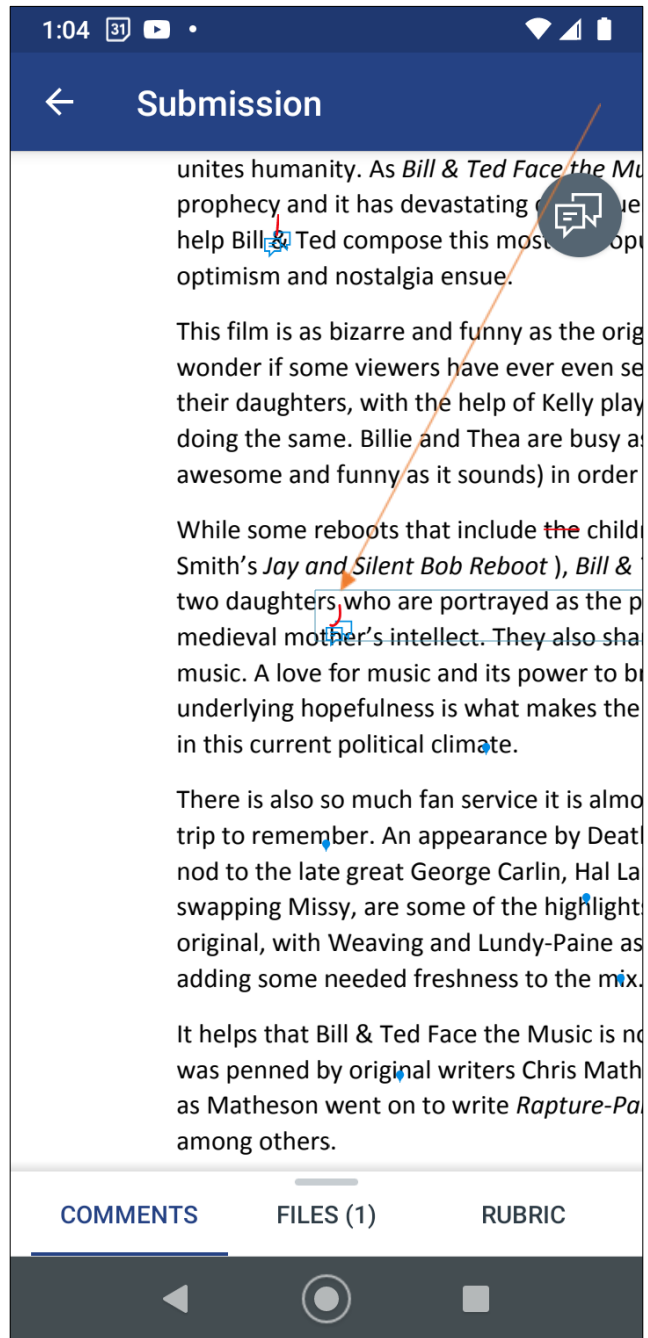 1:04 31
Submission
unites humanity. As Bill & Ted Face the Mu
prophecy and it has devastating
help Bill & Ted compose this most
optimism and nostalgia ensue.
This film is as bizarre and funny as the orig
wonder if some viewers have ever even se
their daughters, with the help of Kelly play
doing the same. Billie and Thea are busy as
awesome and funny as it sounds) in order
While some reboots that include the childr
Smith's Jay and Silent Bob Reboot ), Bill & T
two daughters who are portrayed as the p
medieval mother's intellect. They also sha
music. A love for music and its power to br
underlying hopefulness is what makes the
in this current political climate.
There is also so much fan service it is almo
trip to remember. An appearance by Death
nod to the late great George Carlin, Hal La
swapping Missy, are some of the highlights
original, with Weaving and Lundy-Paine as
adding some needed freshness to the mix.
It helps that Bill & Ted Face the Music is no
was penned by original writers Chris Math
as Matheson went on to write Rapture-Pal
among others.
COMMENTS FILES (1) RUBRIC